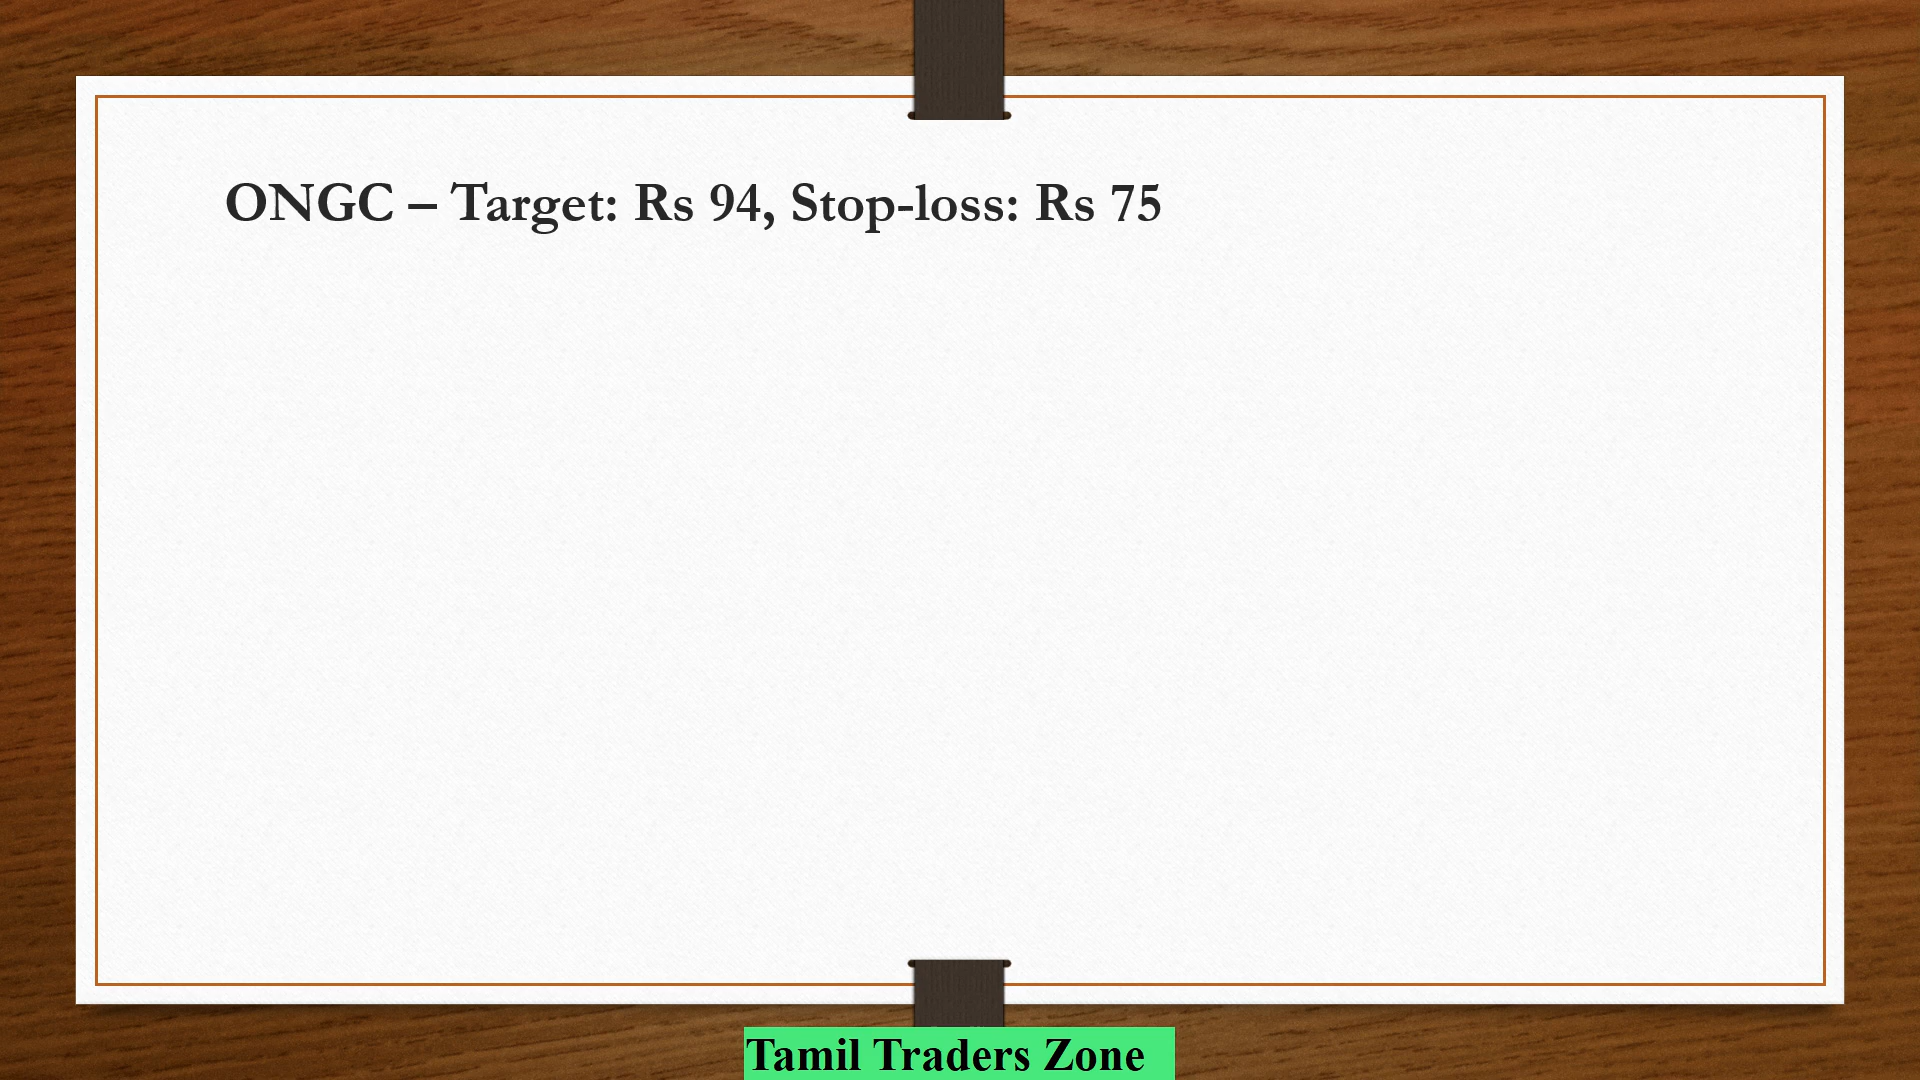 ONGC – Target: Rs 94, Stop-loss: Rs 75
Tamil Traders Zone